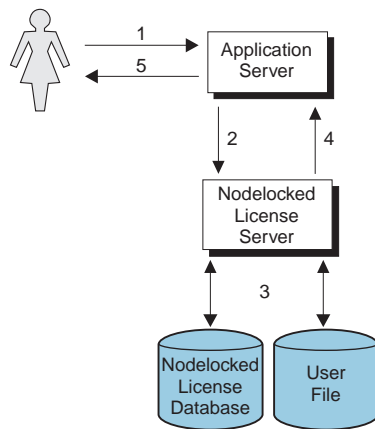 1
5
Application
Server
2
4
Nodelocked
License
Server
3
Nodelocked
License
Database
User
File